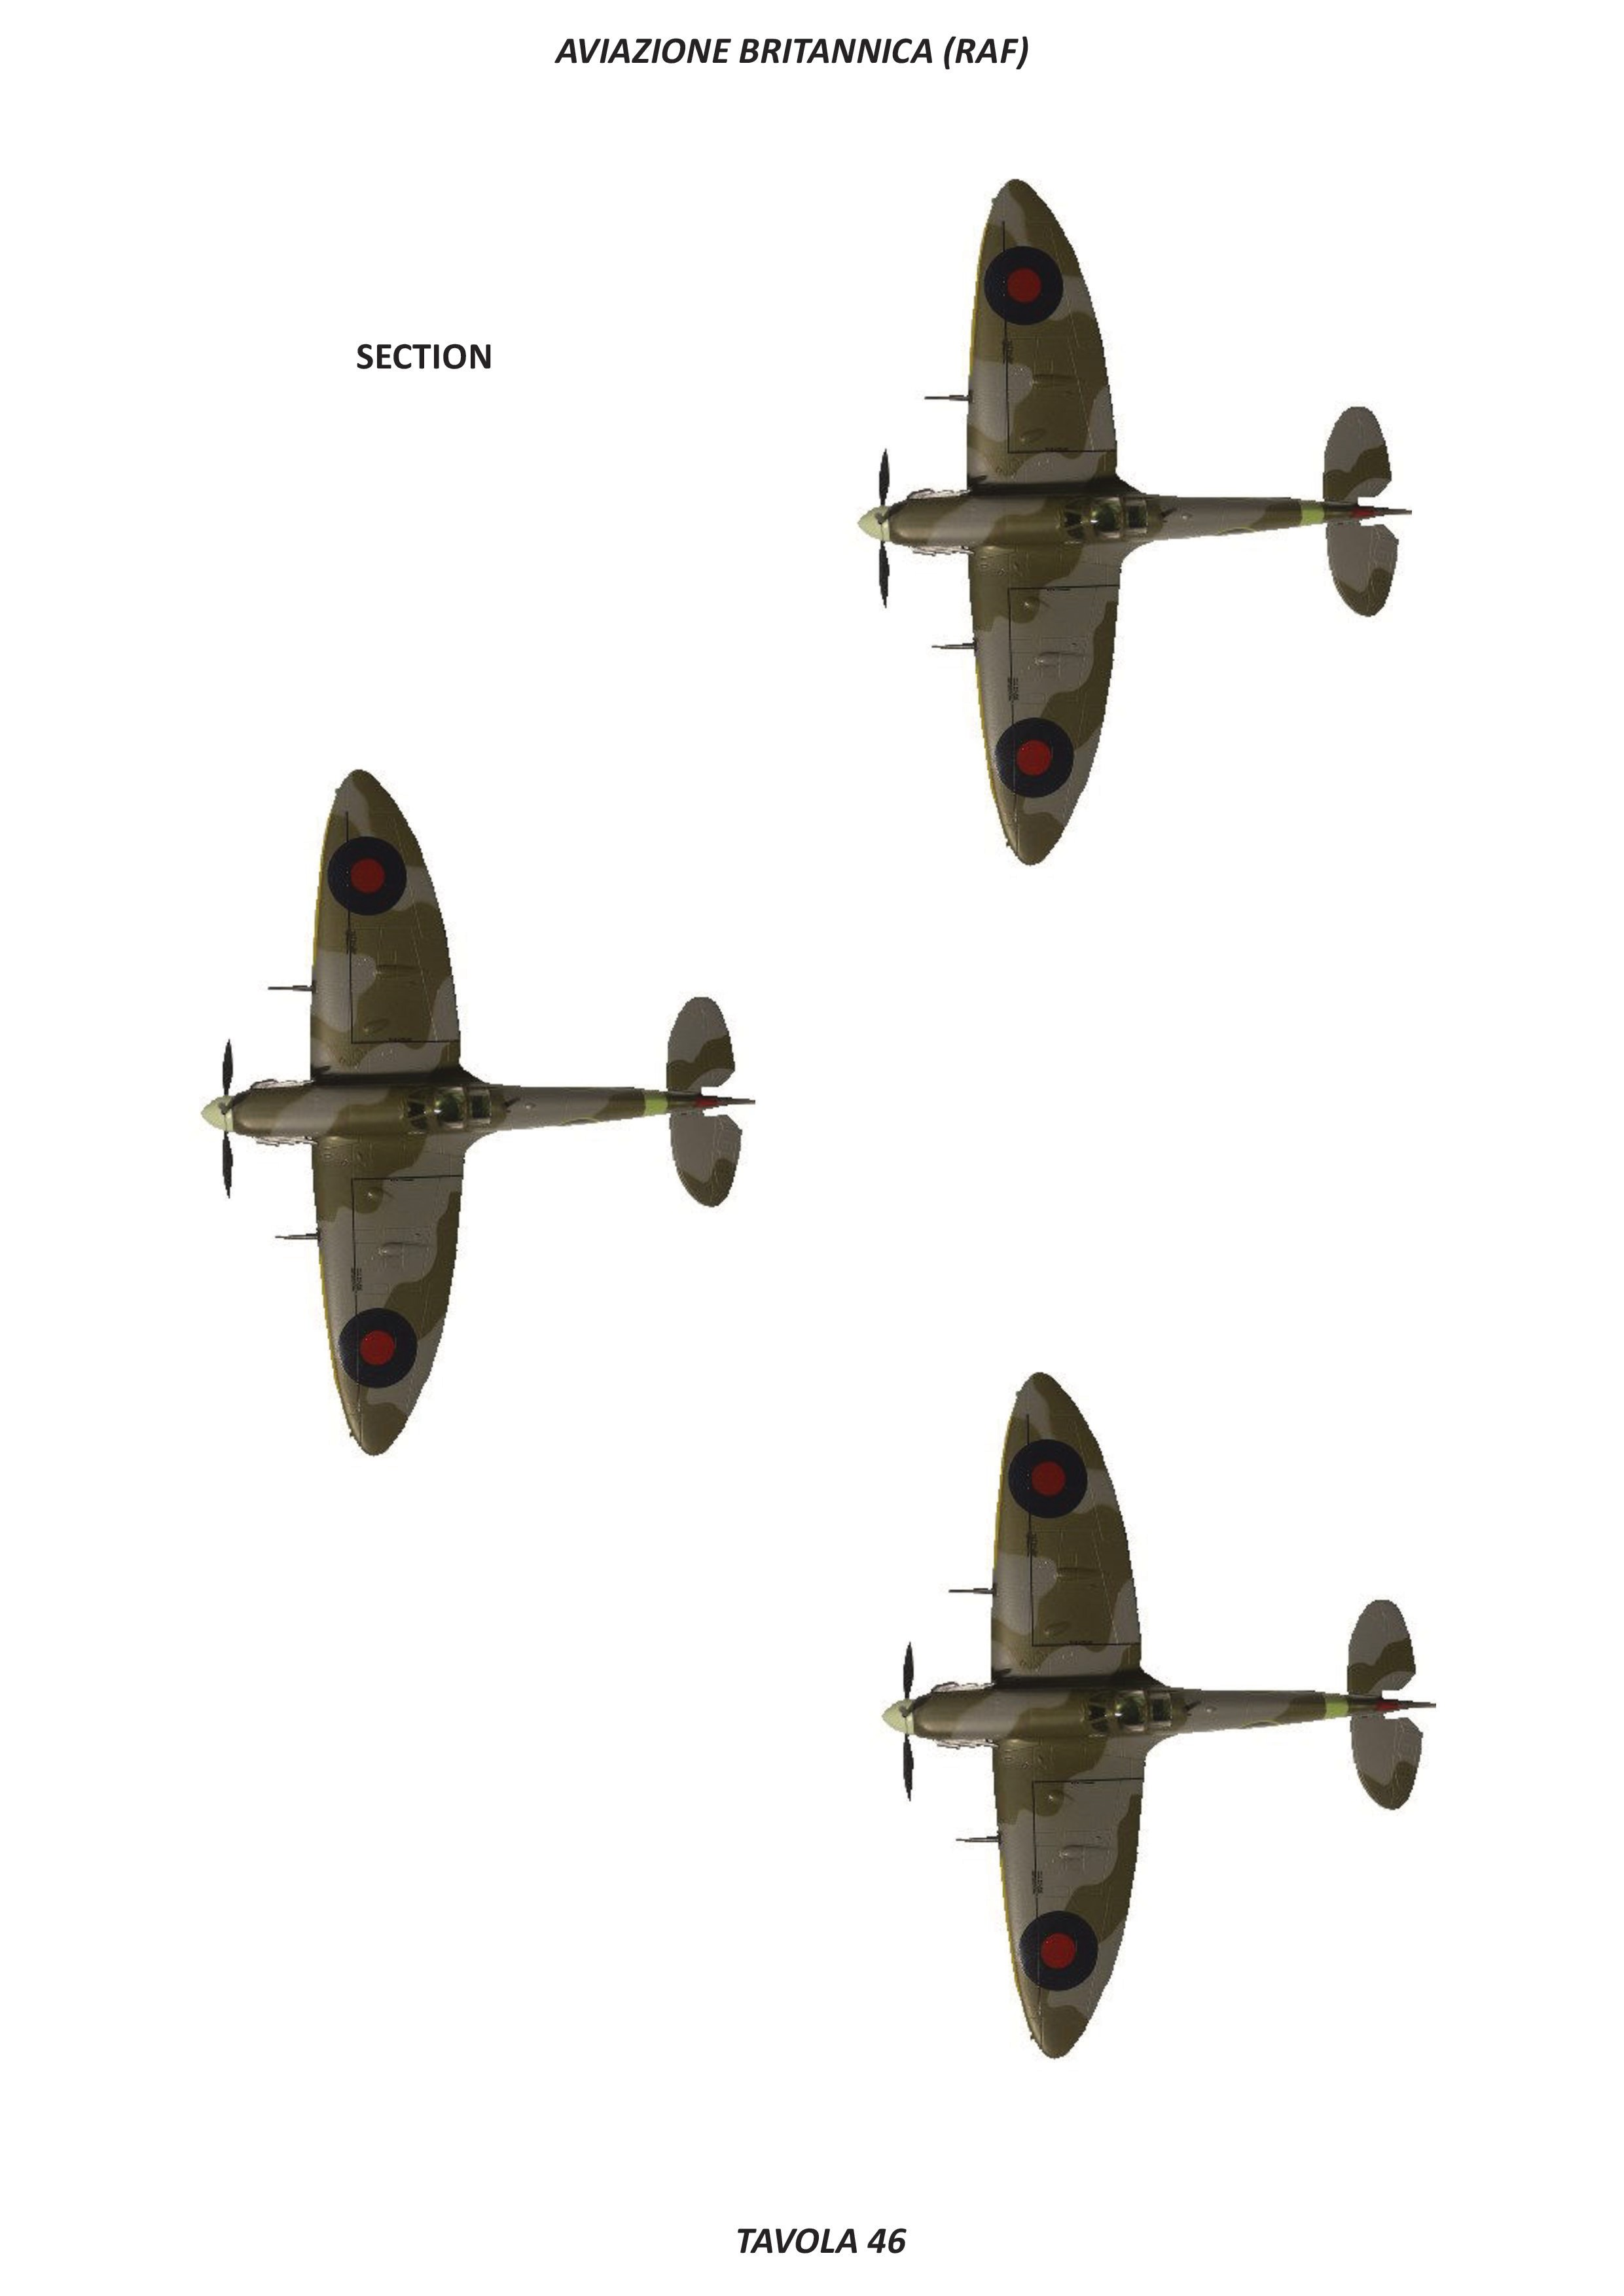 AVIAZIONE BRITANNICA (RAF)
SECTION
TAVOLA 46